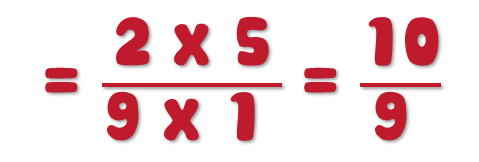 2 x 5 10
= — = —
9 x 1 9